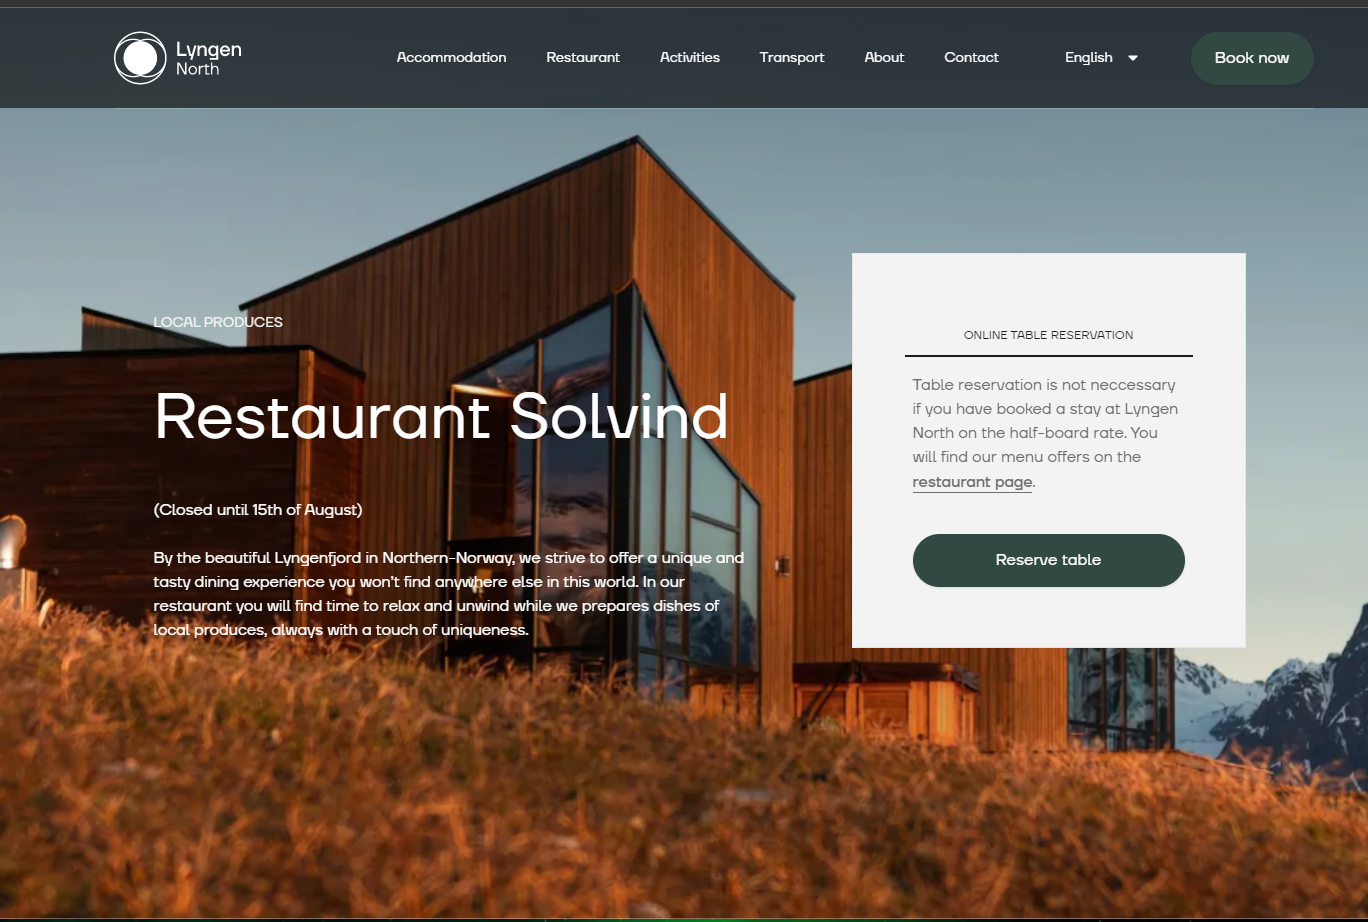 Lyngen
North
Accommodation
Restaurant
Activities
Transport
About
Contact
English
Book now
LOCAL PRODUCES
Restaurant Solvind
(Closed until 15th of August)
By the beautiful Lyngenfjord in Northern-Norway, we strive to offer a unique and
tasty dining experience you won't find anywhere else in this world. In our
restaurant you will find time to relax and unwind while we prepares dishes of
local produces, always with a touch of uniqueness.
ONLINE TABLE RESERVATION
Table reservation is not neccessary
if you have booked a stay at Lyngen
North on the half-board rate. You
will find our menu offers on the
restaurant page.
Reserve table